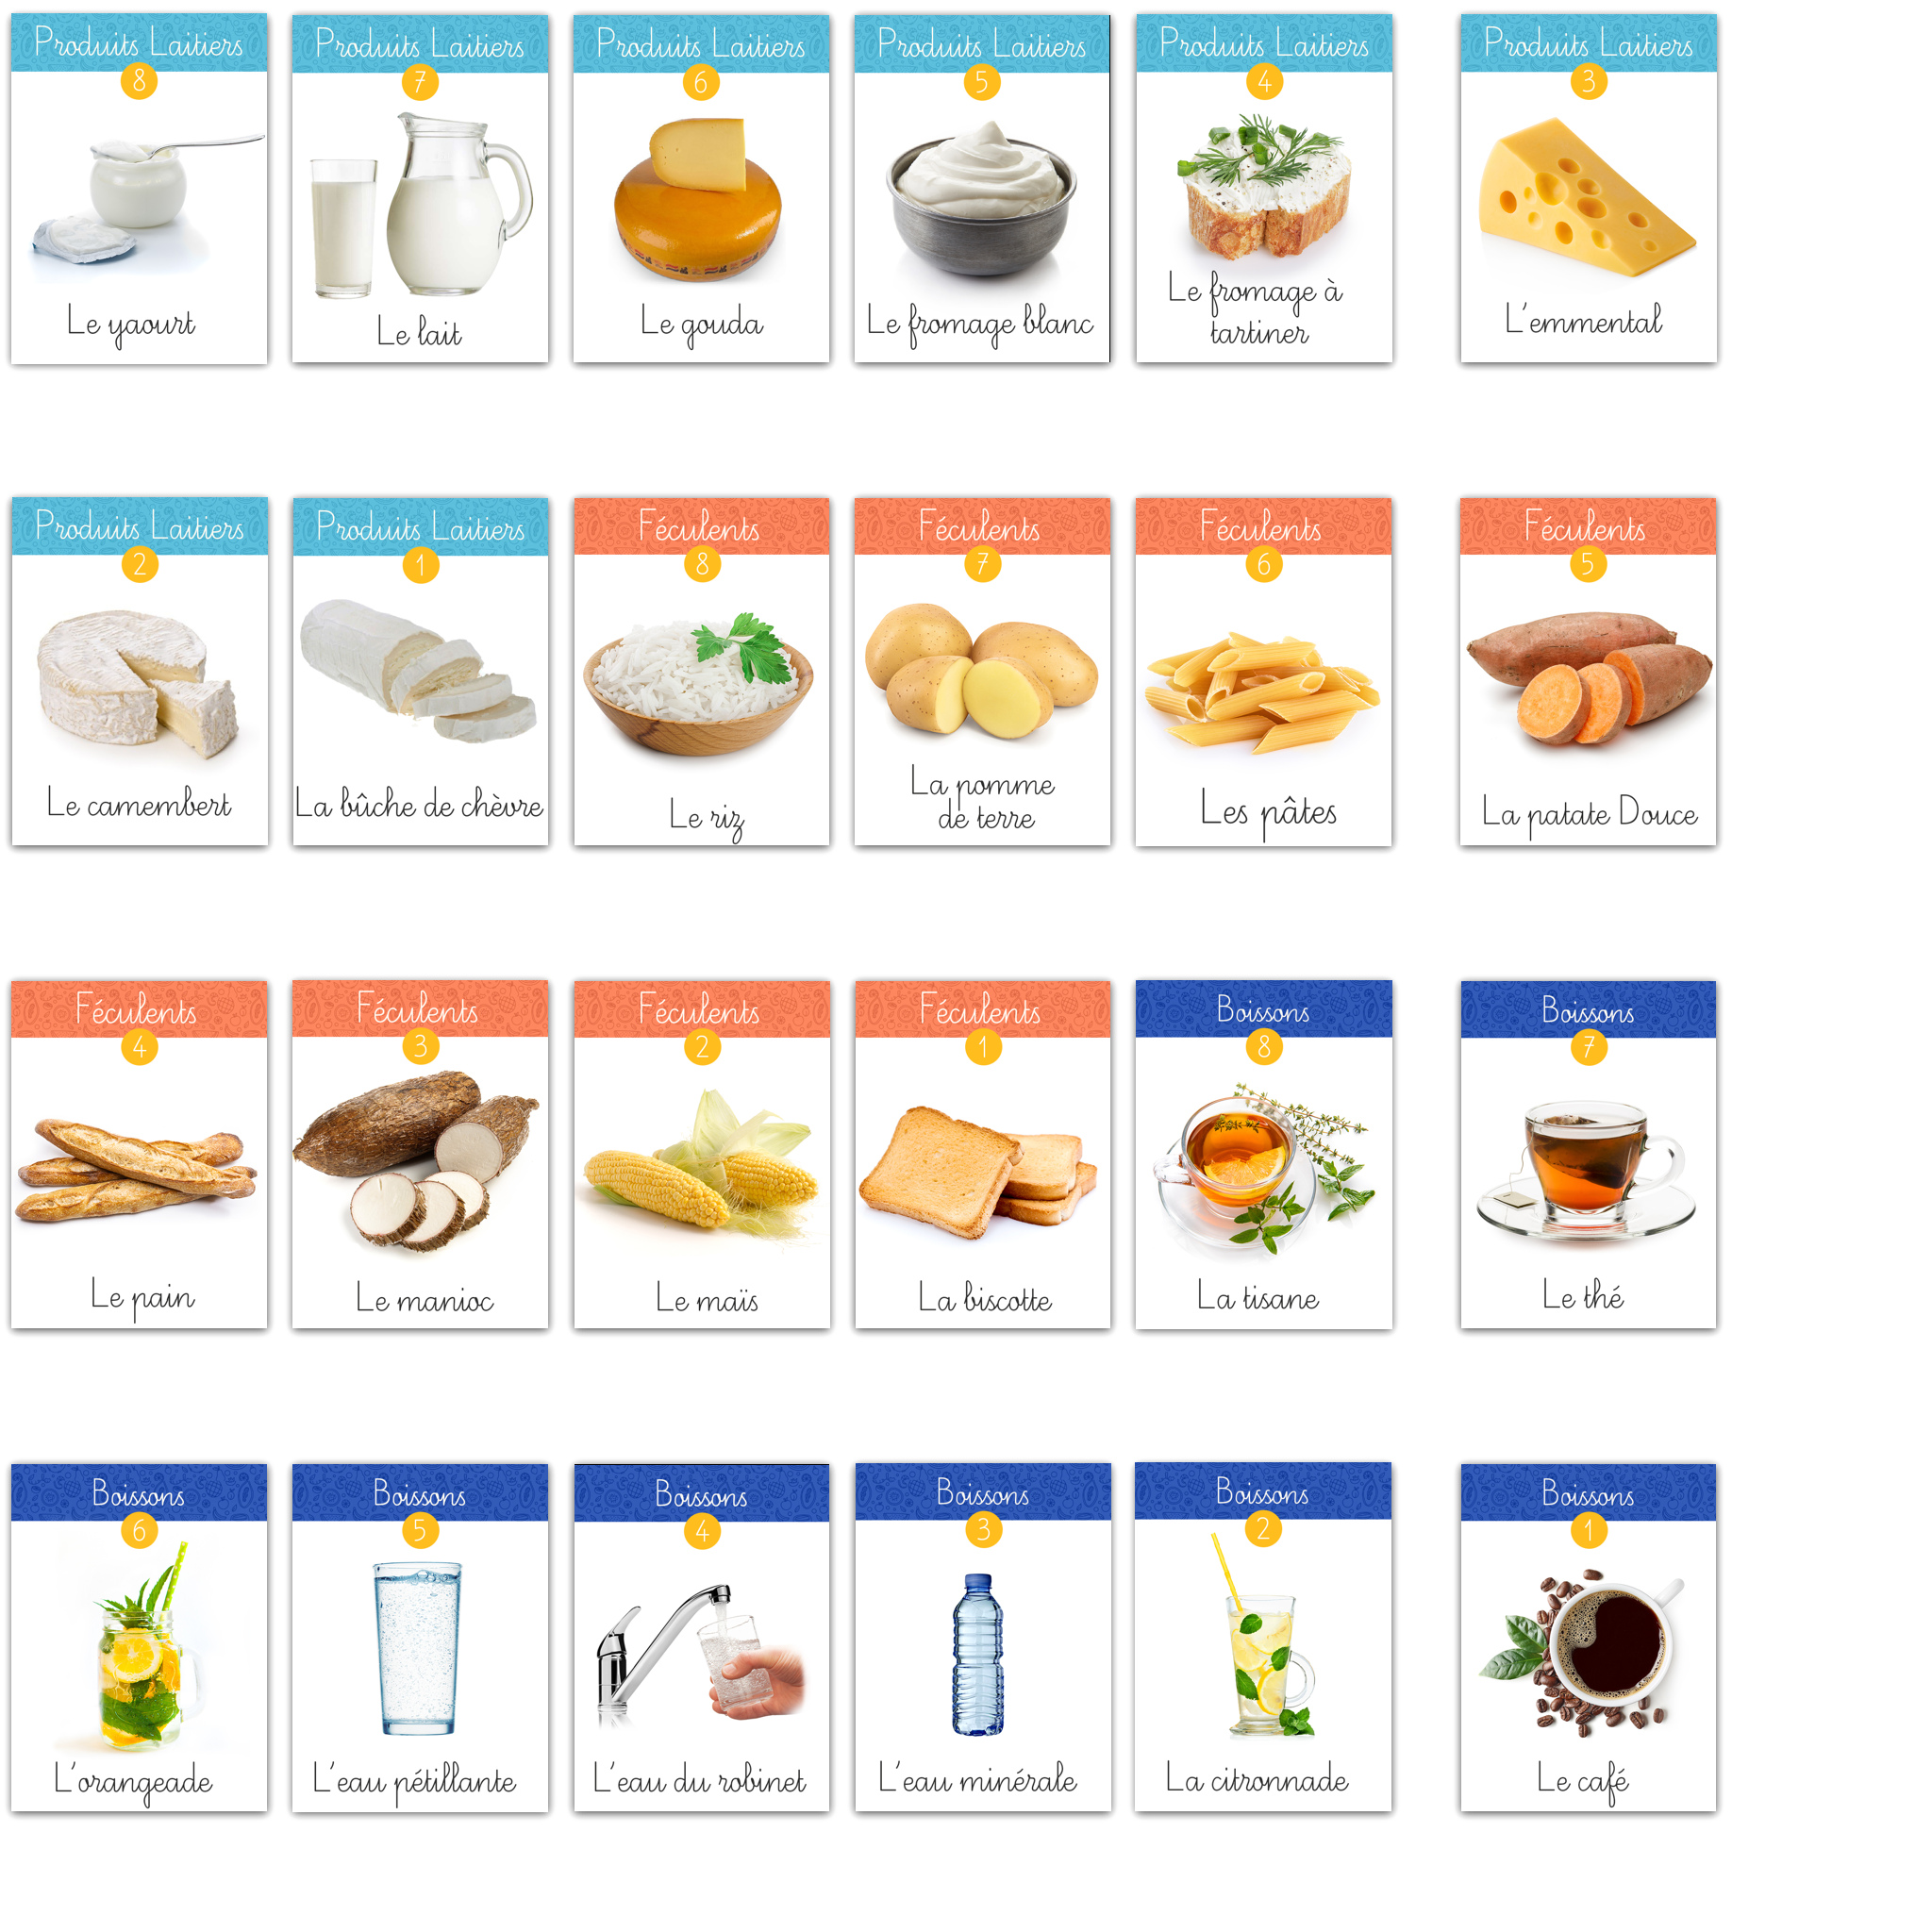 Produits Laitiers
8
Le yaourt
Produits Laitiers
7
Le lait
Produits Laitiers
6
Le gouda
Produits Laitiers
5
Le fromage blanc
Produits Laitiers
4
Le fromage à
tartiner
Produits Laitiers
3
L'emmental
Produits Laitiers
2
Le camembert
Produits Laitiers
1
La bûche de chèvre
Féculents
8
Le riz
Féculents
7
La pomme
de terre
Féculents
6
Les pâtes
Féculents
5
La patate Douce
Féculents
4
Le pain
Féculents
3
Le manioc
Féculents
2
Le maïs
Féculents
1
La biscotte
Boissons
8
La tisane
Boissons
7
Le thé
Boissons
6
L'orangeade
Boissons
5
L'eau pétillante
Boissons
4
L'eau du robinet
Boissons
3
L'eau minérale
Boissons
2
La citronnade
Boissons
1
Le café